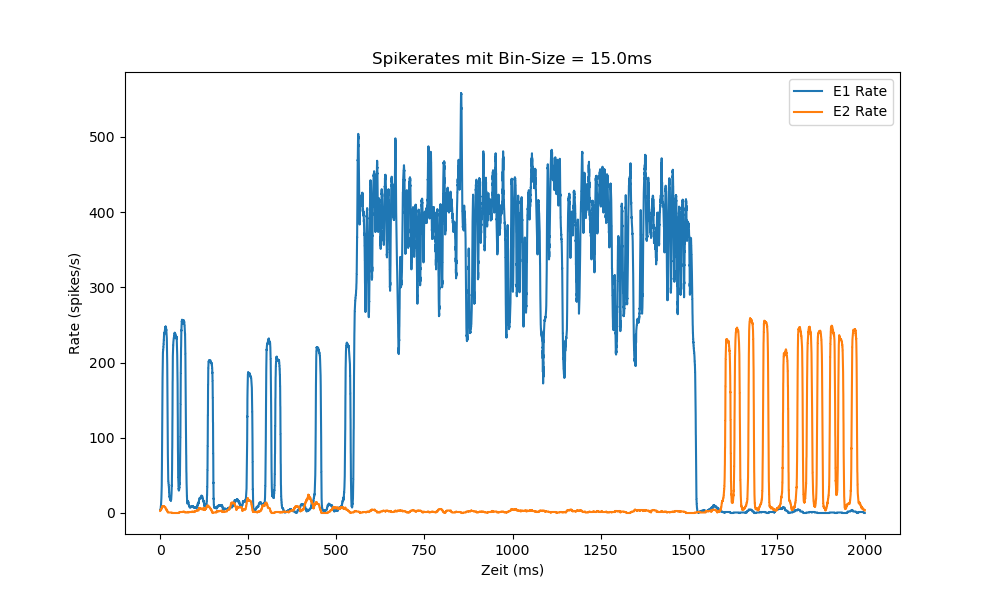 Spikerates mit Bin-Size = 15.0ms
E1 Rate
E2 Rate
Rate (spikes/s)
500
400
300
200
100
0
0 250 500 750 1000 1250 1500 1750 2000
Zeit (ms)